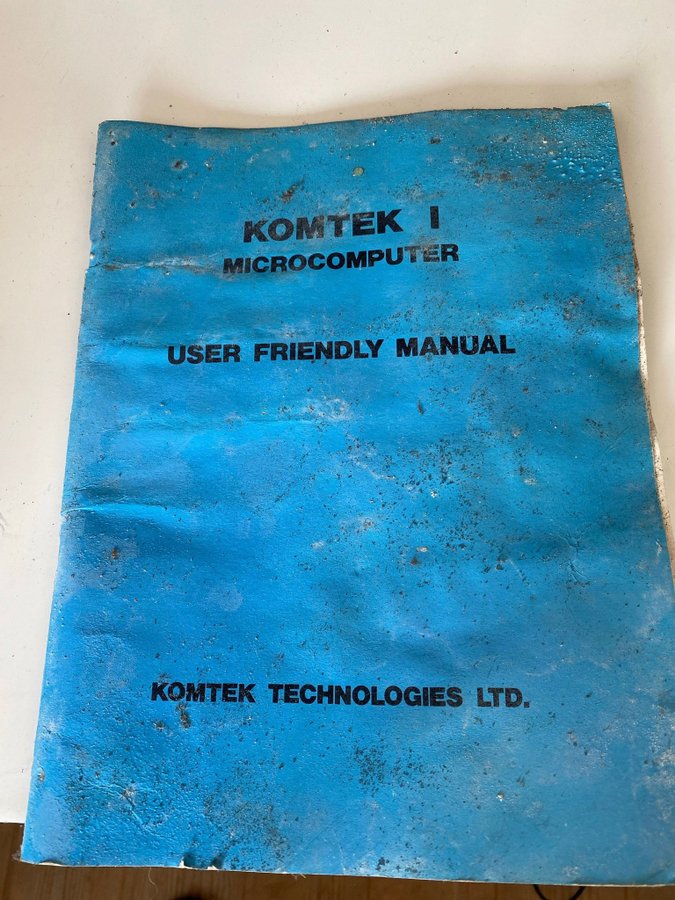 KOMTEK I
MICROCOMPUTER
USER FRIENDLY MANUAL
KOMTEK TECHNOLOGIES LTD.